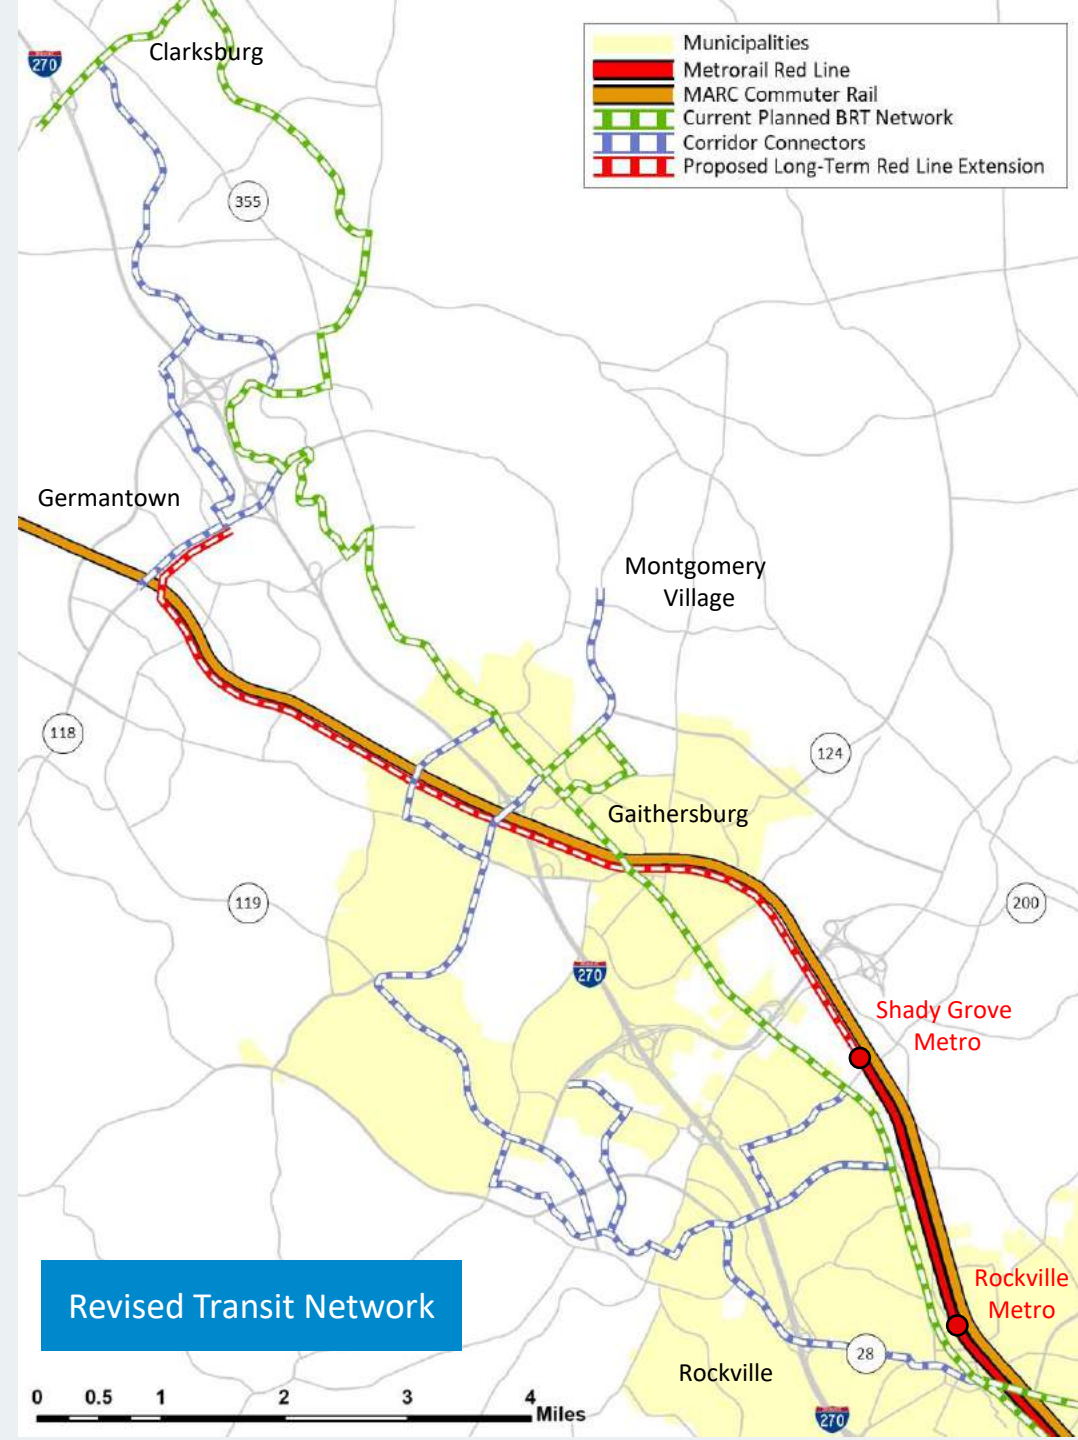 Clarksburg
270
Municipalities
Metrorail Red Line
MARC Commuter Rail
Current Planned BRT Network
Corridor Connectors
Proposed Long-Term Red Line Extension
355
Germantown
Montgomery
Village
118
124
Gaithersburg
119
200
270
Shady Grove
Metro
Revised Transit Network
Rockville
Metro
28
Rockville
0 0.5 1 2 3 4
Miles
270